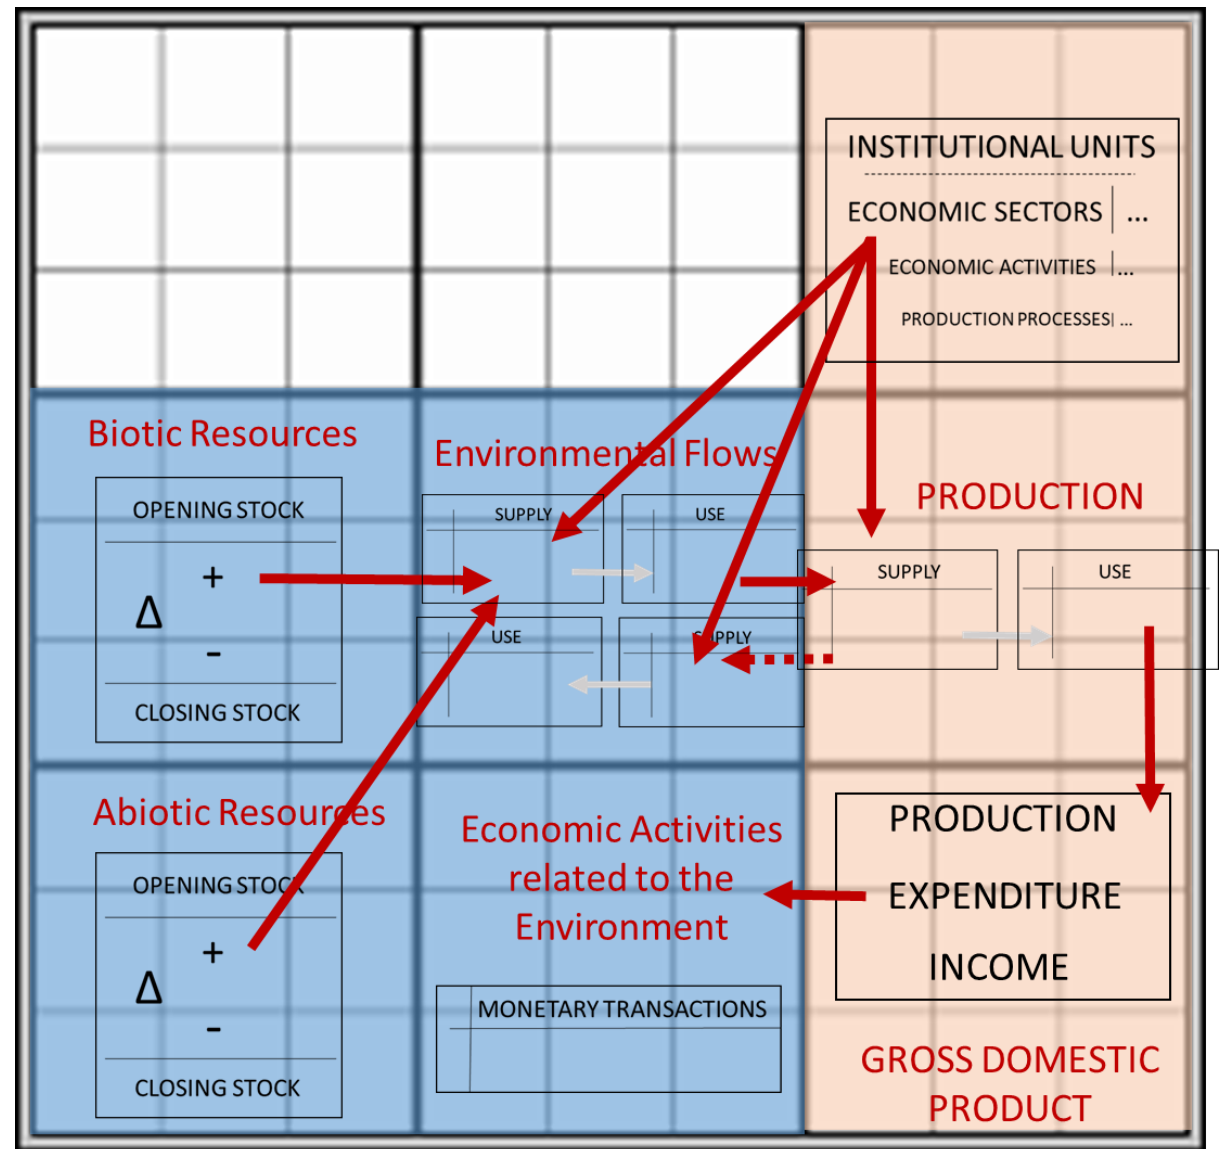 INSTITUTIONAL UNITS
ECONOMIC SECTORS | ...
ECONOMIC ACTIVITIES | ...
PRODUCTION PROCESSES | ...
Biotic Resources
OPENING STOCK
+
Δ
-
CLOSING STOCK
Environmental Flows
SUPPLY
USE
USE
SUPPLY
PRODUCTION
SUPPLY
USE
Abiotic Resources
OPENING STOCK
+
Δ
-
CLOSING STOCK
Economic Activities
related to the
Environment
MONETARY TRANSACTIONS
PRODUCTION
EXPENDITURE
INCOME
GROSS DOMESTIC
PRODUCT